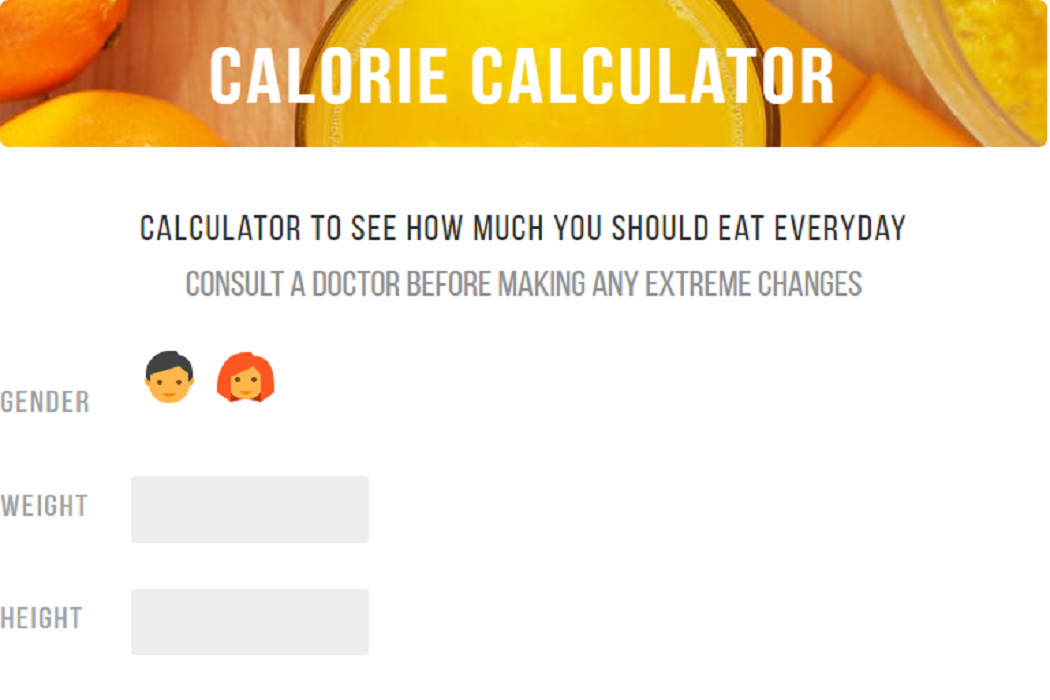 CALORIE CALCULATOR
CALCULATOR TO SEE HOW MUCH YOU SHOULD EAT EVERYDAY
CONSULT A DOCTOR BEFORE MAKING ANY EXTREME CHANGES
GENDER
WEIGHT
HEIGHT